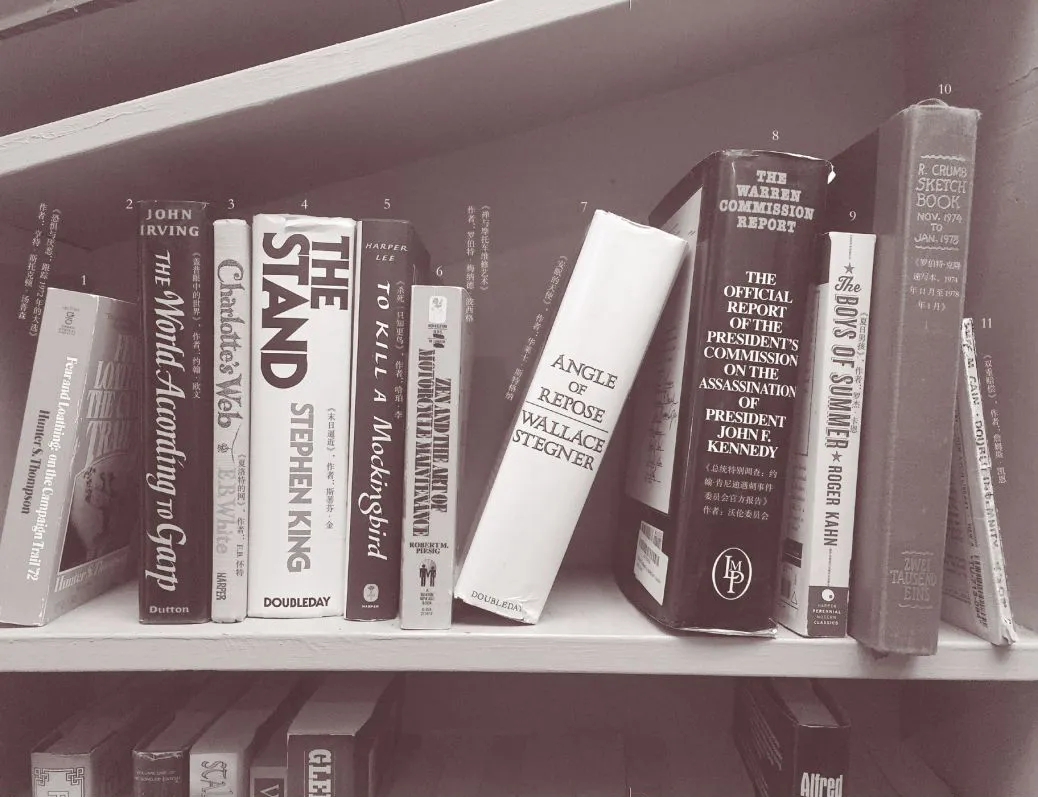 1
《恐惧与厌恶：跟踪1972年的大选》
作者：亨特·斯托克顿·汤普森
Fear and Loathing: on the Campaign Trail '72
Hunter S. Thompson
2
JOHN
IRVING
THE World According to Garp
Dutton
《盖普眼中的世界》，作者：约翰·欧文
3
Charlotte's Web
E.B. White
HARPER
《夏洛特的网》，作者：E.B.怀特
4
THE
STAND
STEPHEN KING
DOUBLEDAY
《末日逼近》，作者：斯蒂芬·金
5
HARPER
LEE
TO KILL A Mockingbird
HARPER
《杀死一只知更鸟》，作者：哈珀·李
6
ZEN AND THE ART OF
MOTORCYCLE MAINTENANCE
ROBERT M.
PIRSIG
《禅与摩托车维修艺术》
作者：罗伯特·梅纳德·波西格
7
《安眠的天使》，作者：华莱士·斯特格纳
ANGLE
OF
REPOSE
WALLACE
STEGNER
DOUBLEDAY
8
THE
WARREN
COMMISSION
REPORT
THE
OFFICIAL
REPORT
OF THE
PRESIDENT'S
COMMISSION
ON THE
ASSASSINATION
OF
PRESIDENT
JOHN F.
KENNEDY
《总统特别调查：约
翰·肯尼迪遇刺事件
委员会官方报告》
作者：沃伦委员会
LMP
9
The BOYS OF SUMMER ★ ROGER KAHN
HARPER
PERENNIAL
MODERN
CLASSICS
《夏日男孩》，作者：罗杰·卡恩
10
R. CRUMB
SKETCH
BOOK
NOV. 1974
TO
JAN. 1978
《罗伯特·克朗
速写本，1974
年11月至1978
年1月》
ZWEI
TAUSEND
EINS
11
《双重赔偿》，作者：詹姆斯·凯恩
Alfred